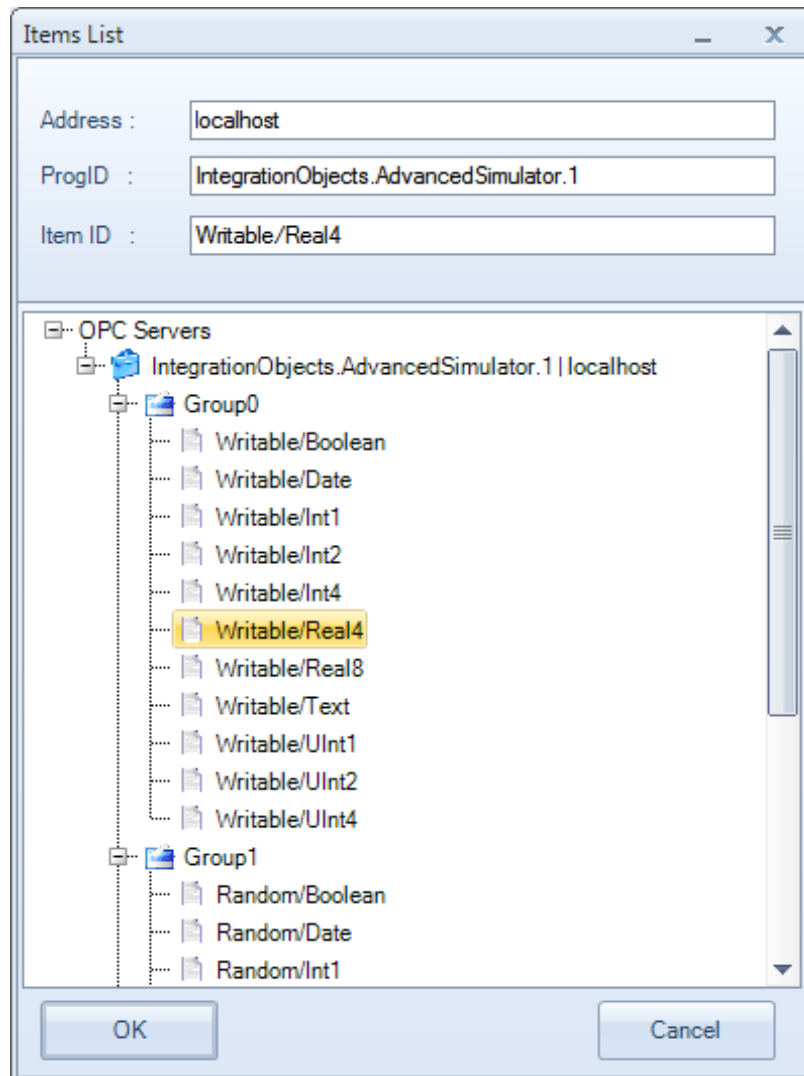 Items List
Address : localhost
ProgID : IntegrationObjects.AdvancedSimulator.1
Item ID : Writable/Real4
OPC Servers
IntegrationObjects.AdvancedSimulator.1 | localhost
Group0
Writable/Boolean
Writable/Date
Writable/Int1
Writable/Int2
Writable/Int4
Writable/Real4
Writable/Real8
Writable/Text
Writable/UInt1
Writable/UInt2
Writable/UInt4
Group1
Random/Boolean
Random/Date
Random/Int1
OK Cancel